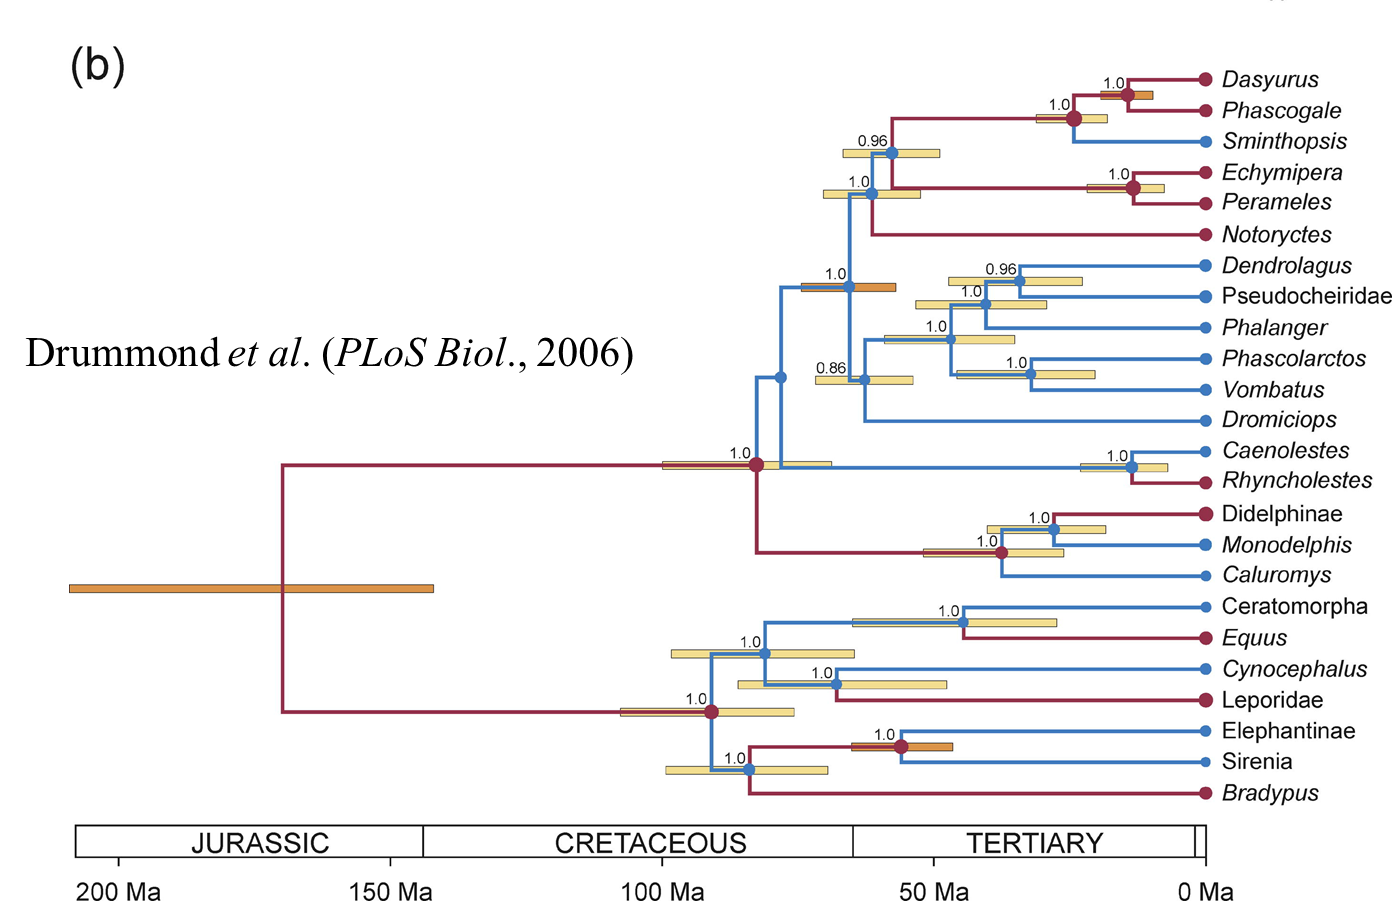 (b)
Drummond et al. (PLoS Biol., 2006)
1.0
Dasyurus
1.0
Phascogale
Sminthopsis
0.96
Echymipera
1.0
Perameles
1.0
Notoryctes
Dendrolagus
0.96
1.0
Pseudocheiridae
1.0
Phalanger
1.0
Phascolarctos
1.0
0.86
Vombatus
Dromiciops
Caenolestes
1.0
1.0
Rhyncholestes
Didelphinae
1.0
Monodelphis
1.0
Caluromys
Ceratomorpha
1.0
Equus
1.0
Cynocephalus
1.0
Leporidae
1.0
Elephantinae
1.0
Sirenia
1.0
Bradypus
JURASSIC CRETACEOUS TERTIARY
200 Ma 150 Ma 100 Ma 50 Ma 0 Ma